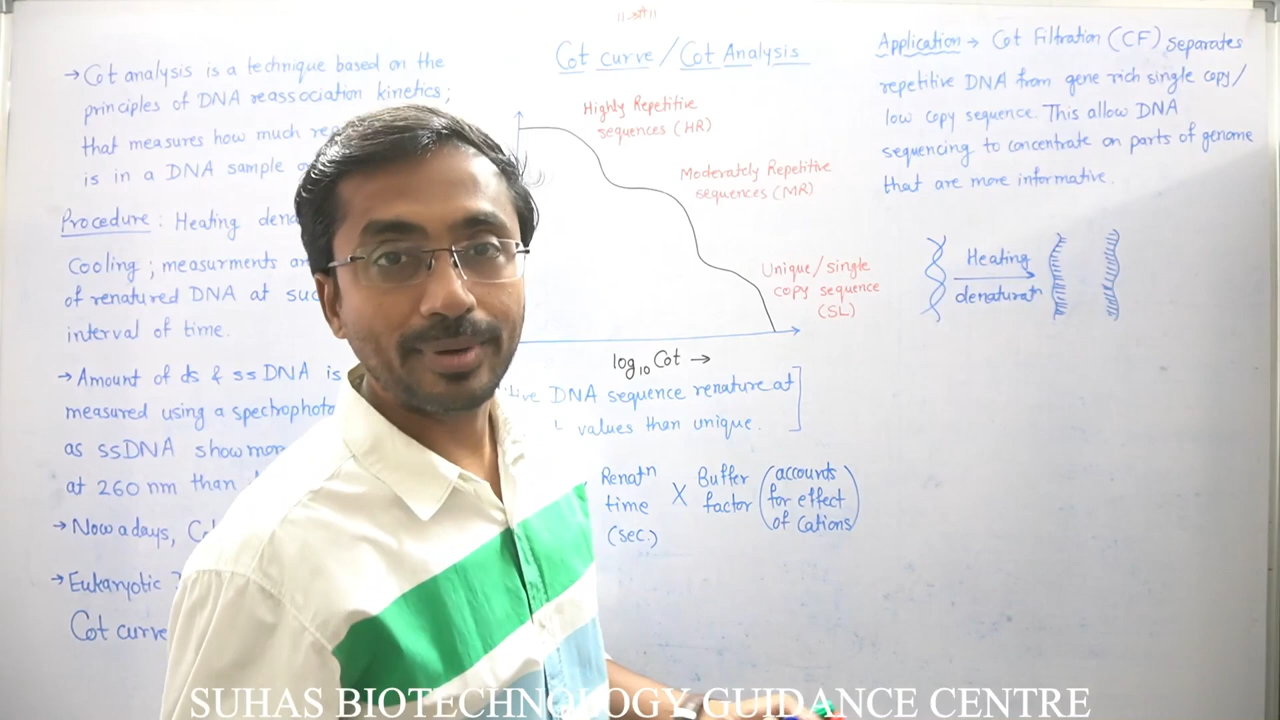 ॥ श्री ॥
Cot curve / Cot Analysis
→ Cot analysis is a technique based on the
principles of DNA reassociation kinetics;
that measures how much
is in a DNA sample
Procedure : Heating
Cooling ; measurments
of renatured DNA at
interval of time.
→ Amount of ds & ss DNA is
measured using a
as ssDNA show
at 260 nm than
→ Now a days,
→ Eukaryotic
Cot curve
Highly Repetitive
sequences (HR)
Moderately Repetitive
sequences (MR)
Unique/single
copy sequence
(SL)
log10 Cot →
DNA sequence renature at
values than unique.
Renatn
time
(sec.)
X
Buffer
factor
(accounts
for effect
of cations)
Application → Cot Filtration (CF) separates
repetitive DNA from gene rich single copy/
low copy sequence. This allow DNA
sequencing to concentrate on parts of genome
that are more informative.
Heating
denaturatn
SUHAS BIOTECHNOLOGY GUIDANCE CENTRE